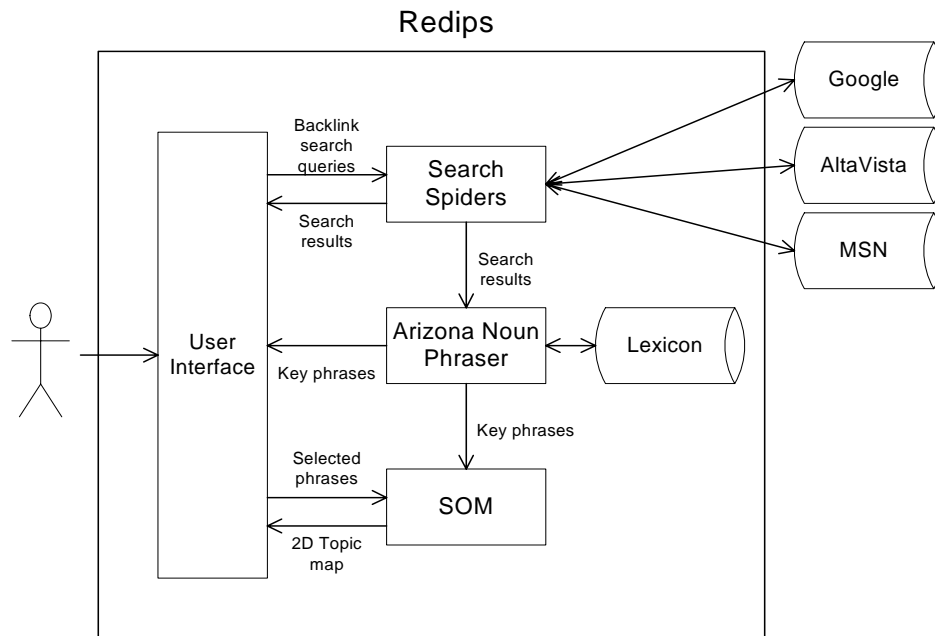 Redips
Google
AltaVista
MSN
Backlink
search
queries
Search
Spiders
Search
results
Search
results
User
Interface
Arizona Noun
Phraser
Lexicon
Key phrases
Key phrases
Selected
phrases
SOM
2D Topic
map